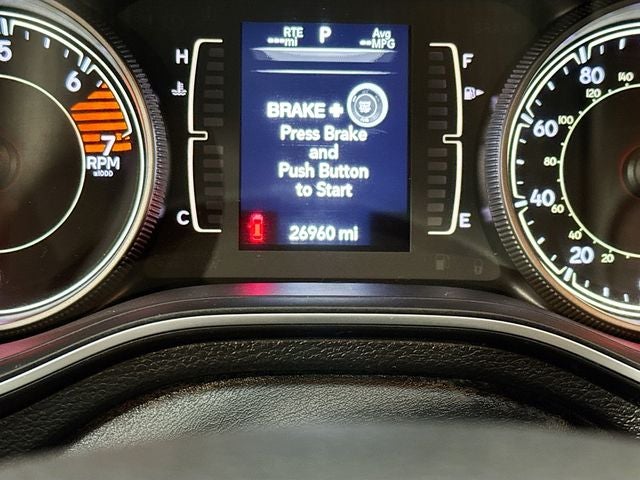 RTE P Avg
---mi --MPG
H F
BRAKE +
Press Brake
and
Push Button
to Start
C E
26960 mi
5
6
7
RPM
x1000
80
60
40
20
140
120
100
80
60
40
20